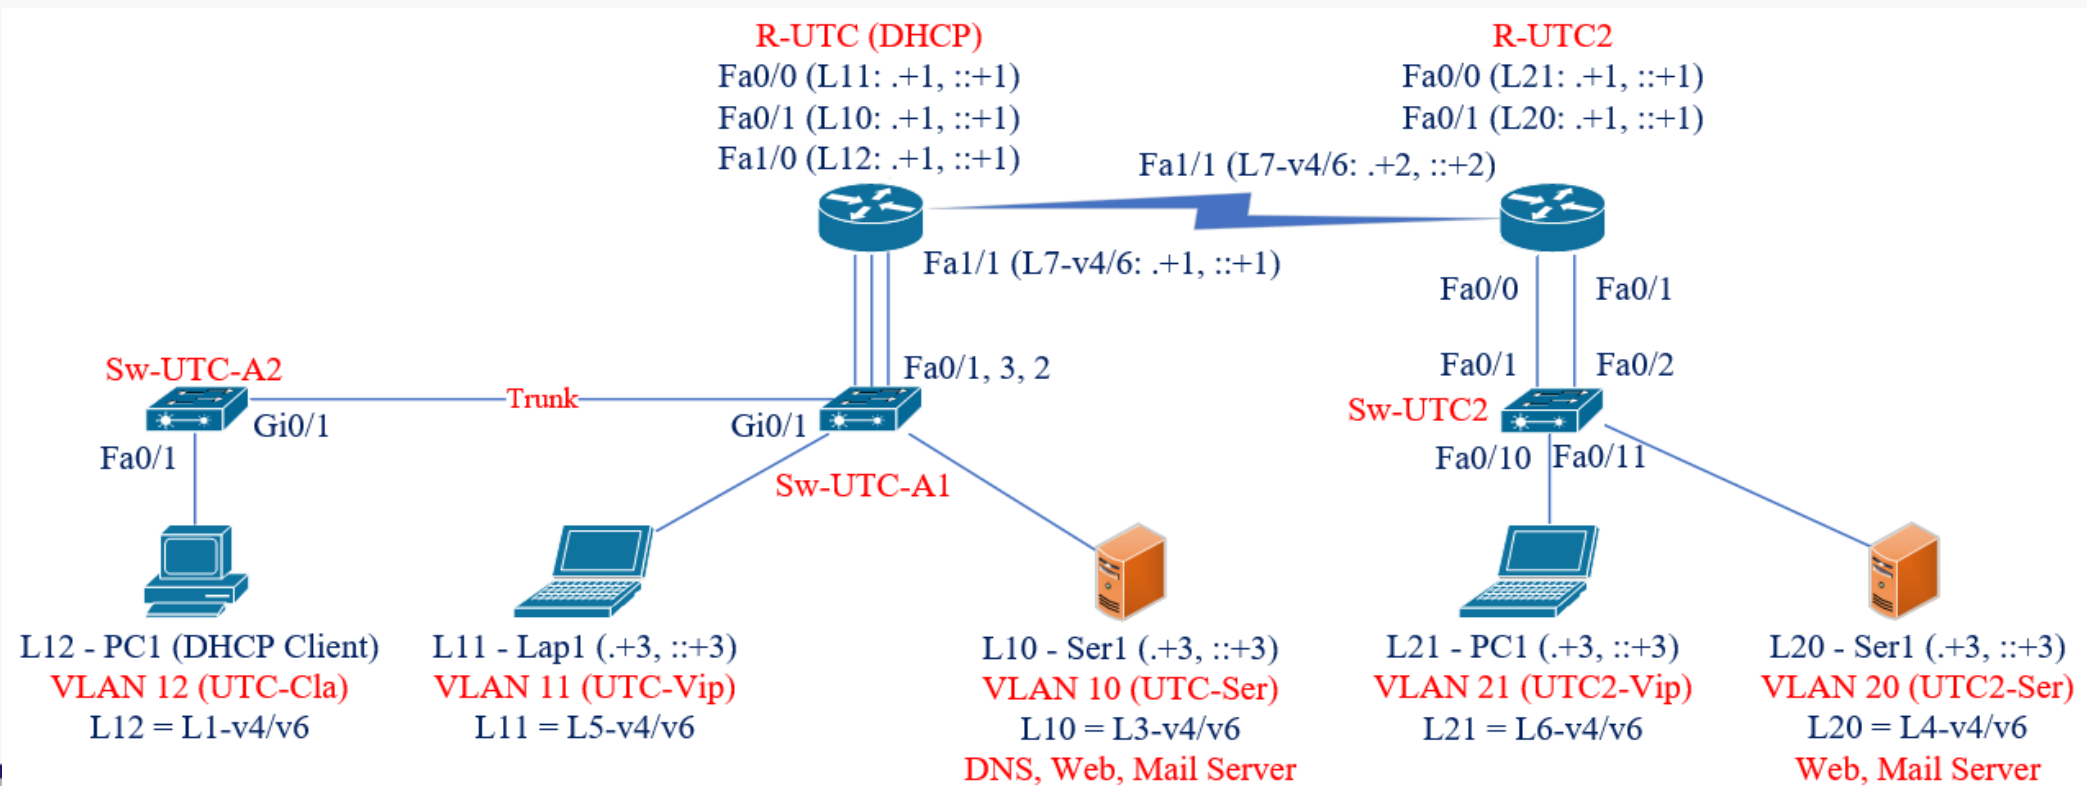 R-UTC (DHCP)
Fa0/0 (L11: .+1, ::+1)
Fa0/1 (L10: .+1, ::+1)
Fa1/0 (L12: .+1, ::+1)
R-UTC2
Fa0/0 (L21: .+1, ::+1)
Fa0/1 (L20: .+1, ::+1)
Fa1/1 (L7-v4/6: .+2, ::+2)
Fa1/1 (L7-v4/6: .+1, ::+1)
Fa0/0
Fa0/1
Sw-UTC-A2
Trunk
Fa0/1, 3, 2
Fa0/1
Fa0/2
Gi0/1
Gi0/1
Sw-UTC2
Fa0/1
Sw-UTC-A1
Fa0/10
Fa0/11
L12 - PC1 (DHCP Client)
VLAN 12 (UTC-Cla)
L12 = L1-v4/v6
L11 - Lap1 (.+3, ::+3)
VLAN 11 (UTC-Vip)
L11 = L5-v4/v6
L10 - Ser1 (.+3, ::+3)
VLAN 10 (UTC-Ser)
L10 = L3-v4/v6
DNS, Web, Mail Server
L21 - PC1 (.+3, ::+3)
VLAN 21 (UTC2-Vip)
L21 = L6-v4/v6
L20 - Ser1 (.+3, ::+3)
VLAN 20 (UTC2-Ser)
L20 = L4-v4/v6
Web, Mail Server